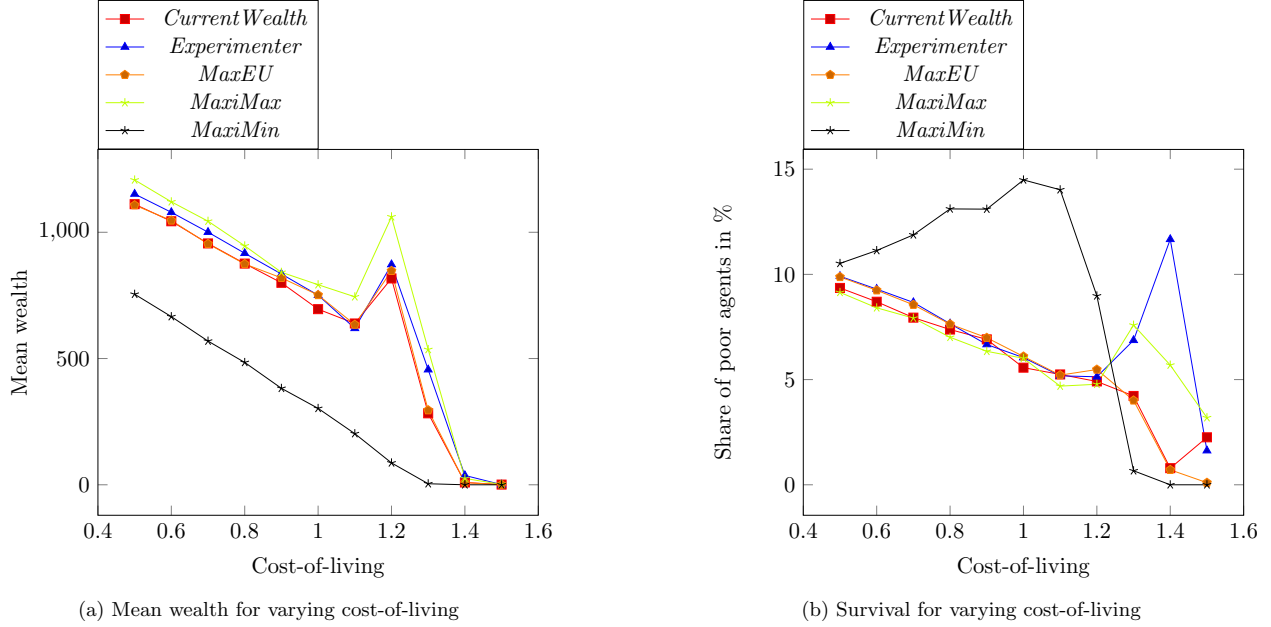 CurrentWealth
Experimenter
MaxEU
MaxiMax
MaxiMin
Mean wealth
1,000
500
0
0.4 0.6 0.8 1 1.2 1.4 1.6
Cost-of-living
(a) Mean wealth for varying cost-of-living
CurrentWealth
Experimenter
MaxEU
MaxiMax
MaxiMin
Share of poor agents in %
15
10
5
0
0.4 0.6 0.8 1 1.2 1.4 1.6
Cost-of-living
(b) Survival for varying cost-of-living